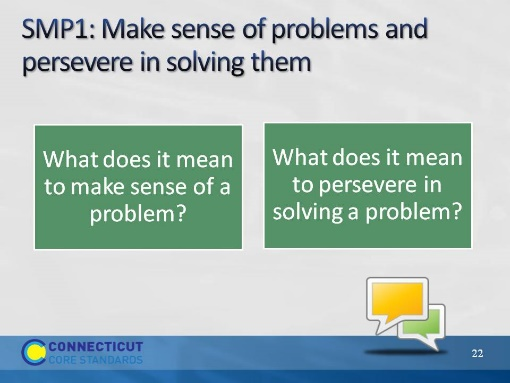 SMP1: Make sense of problems and
persevere in solving them
What does it mean
to make sense of a
problem?
What does it mean
to persevere in
solving a problem?
CONNECTICUT
CORE STANDARDS
22